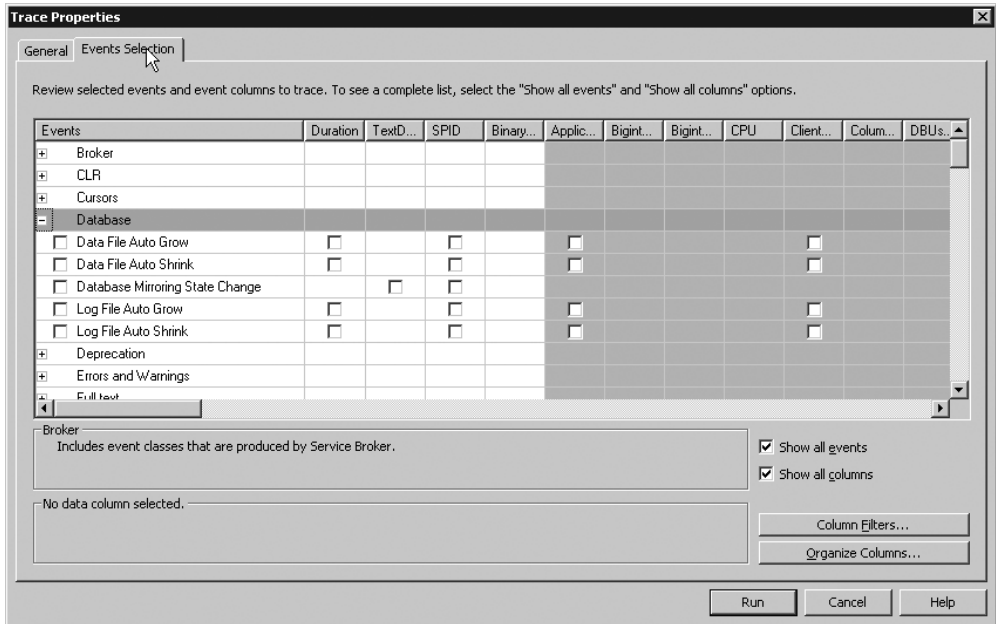 Trace Properties
General Events Selection
Review selected events and event columns to trace. To see a complete list, select the "Show all events" and "Show all columns" options.
Events Duration TextD... SPID Binary... Applic... Bigint... Bigint... CPU Client... Colum... DBUs...
Broker
CLR
Cursors
Database
Data File Auto Grow
Data File Auto Shrink
Database Mirroring State Change
Log File Auto Grow
Log File Auto Shrink
Deprecation
Errors and Warnings
Full text
Broker
Includes event classes that are produced by Service Broker.
Show all events
Show all columns
No data column selected.
Column Filters...
Organize Columns...
Run Cancel Help